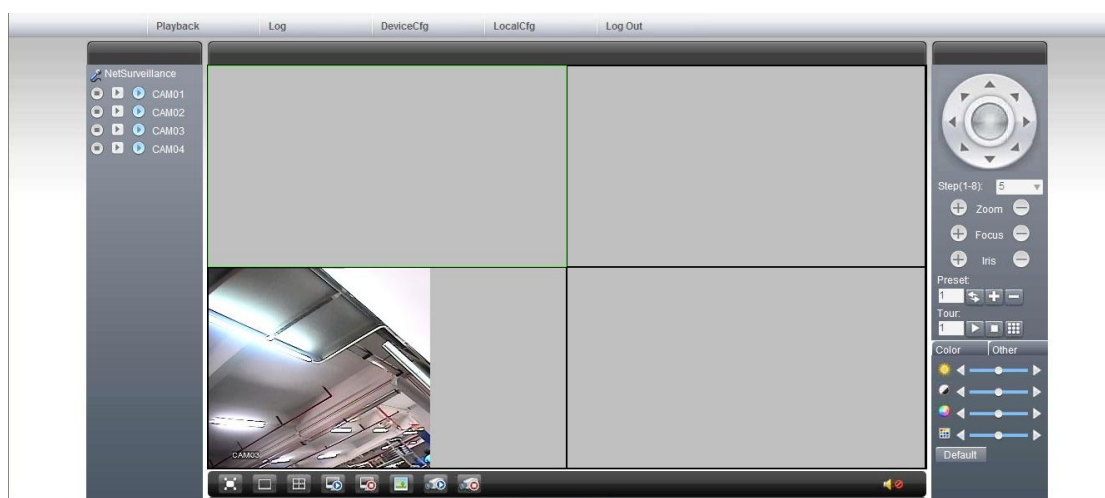 Playback Log DeviceCfg LocalCfg Log Out
NetSurveillance
CAM01
CAM02
CAM03
CAM04
Step(1-8): 5
Zoom
Focus
Iris
Preset:
1
Tour:
1
Color Other
Default
CAM03